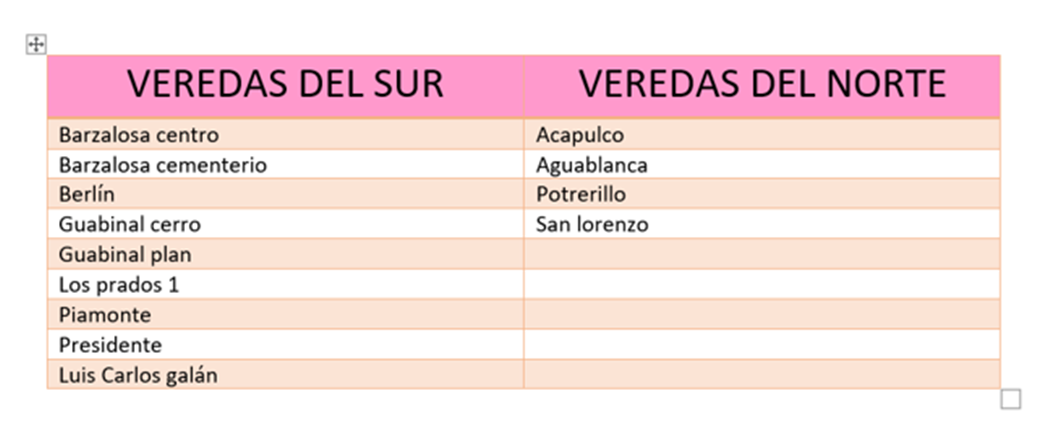 VEREDAS DEL SUR VEREDAS DEL NORTE
Barzalosa centro Acapulco
Barzalosa cementerio Aguablanca
Berlín Potrerillo
Guabinal cerro San lorenzo
Guabinal plan
Los prados 1
Piamonte
Presidente
Luis Carlos galán